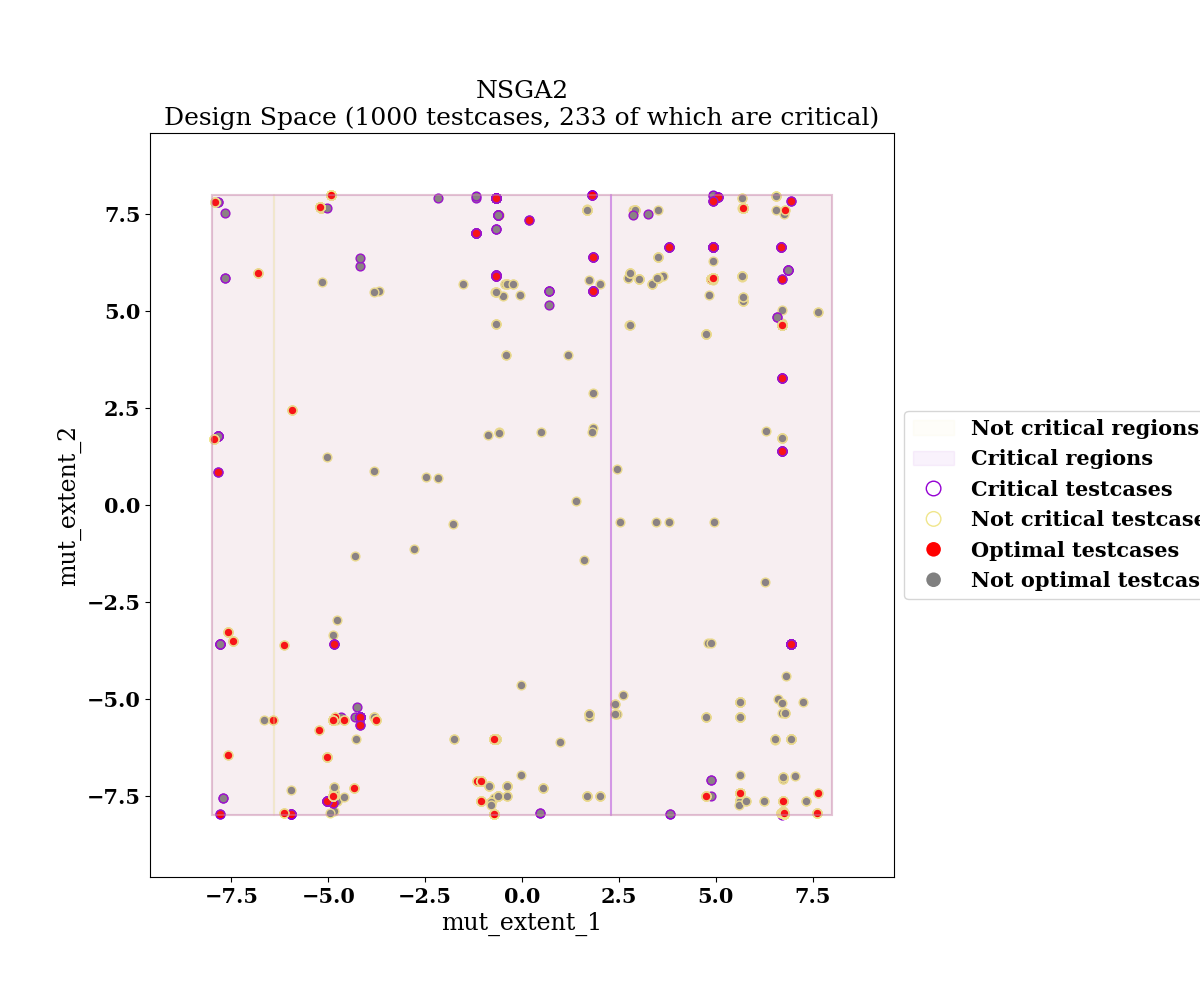 NSGA2
Design Space (1000 testcases, 233 of which are critical)
mut_extent_2
7.5
5.0
2.5
0.0
−2.5
−5.0
−7.5
−7.5 −5.0 −2.5 0.0 2.5 5.0 7.5
mut_extent_1
Not critical regions
Critical regions
Critical testcases
Not critical testcase
Optimal testcases
Not optimal testcas